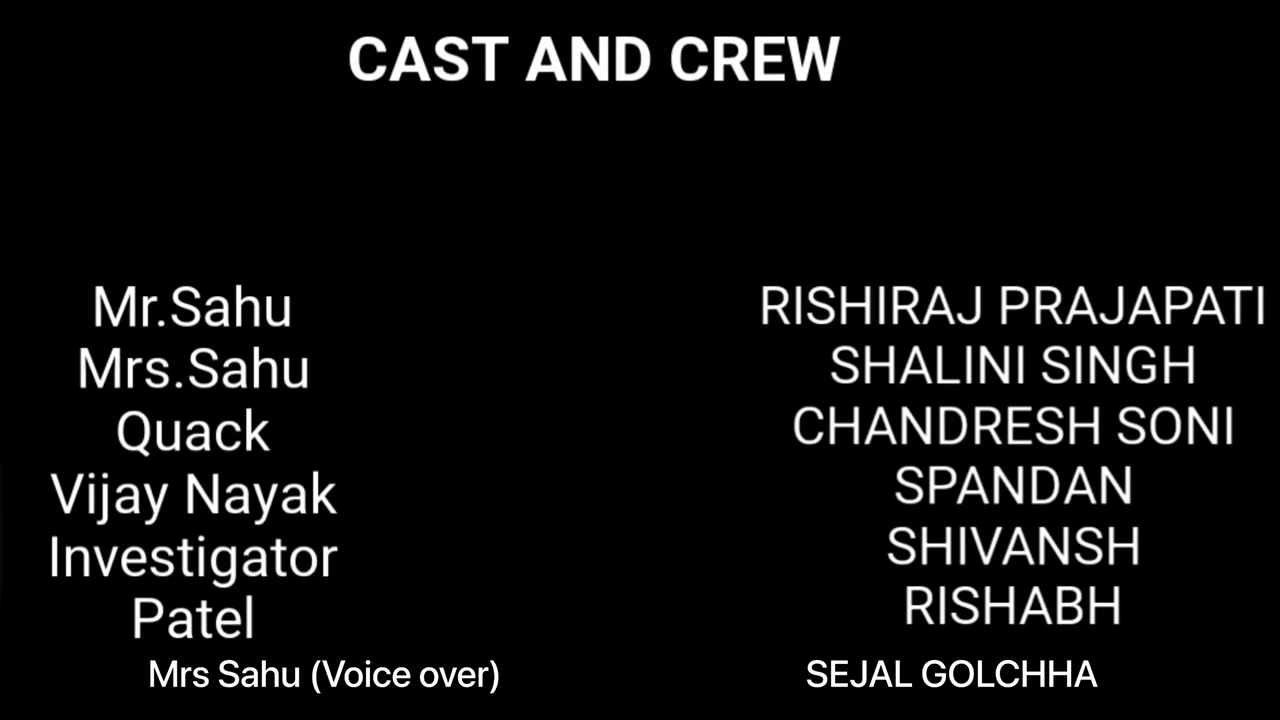 CAST AND CREW
Mr.Sahu RISHIRAJ PRAJAPATI
Mrs.Sahu SHALINI SINGH
Quack CHANDRESH SONI
Vijay Nayak SPANDAN
Investigator SHIVANSH
Patel RISHABH
Mrs Sahu (Voice over) SEJAL GOLCHHA